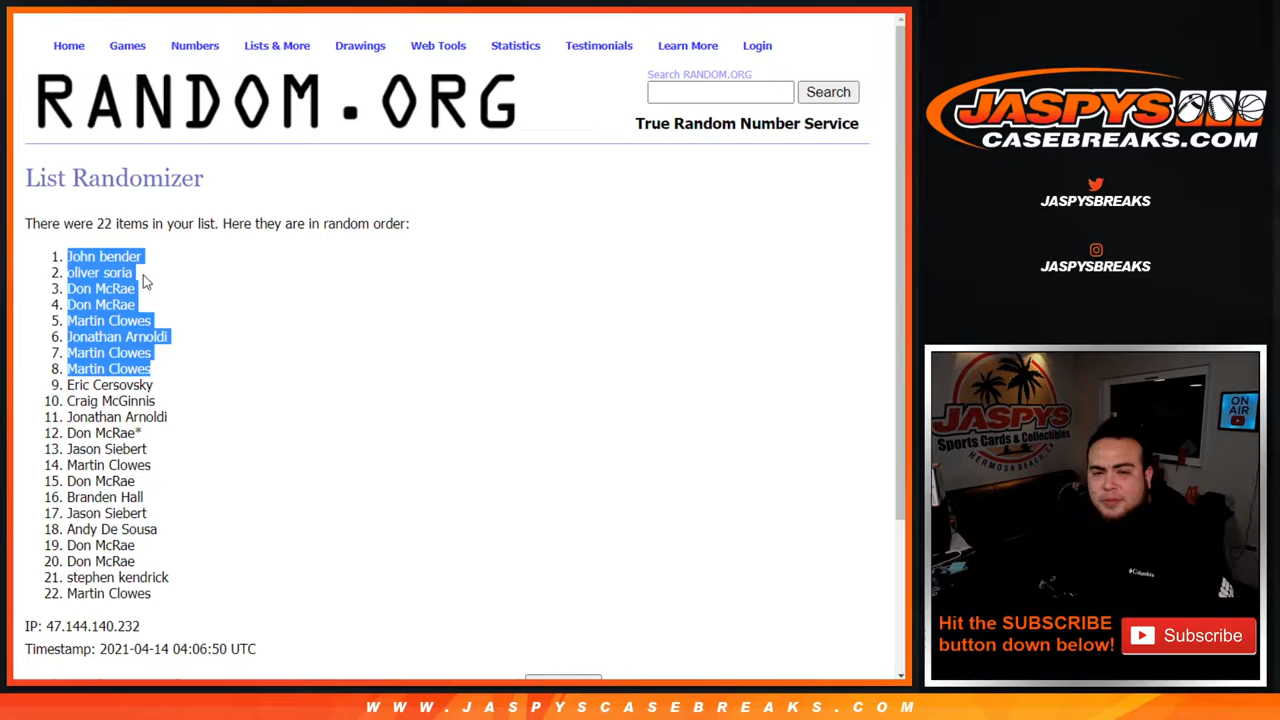 Home Games Numbers Lists & More Drawings Web Tools Statistics Testimonials Learn More Login
Search RANDOM.ORG
RANDOM.ORG
Search
True Random Number Service
List Randomizer
There were 22 items in your list. Here they are in random order:
1. John bender
2. oliver soria
3. Don McRae
4. Don McRae
5. Martin Clowes
6. Jonathan Arnoldi
7. Martin Clowes
8. Martin Clowes
9. Eric Cersovsky
10. Craig McGinnis
11. Jonathan Arnoldi
12. Don McRae*
13. Jason Siebert
14. Martin Clowes
15. Don McRae
16. Branden Hall
17. Jason Siebert
18. Andy De Sousa
19. Don McRae
20. Don McRae
21. stephen kendrick
22. Martin Clowes
IP: 47.144.140.232
Timestamp: 2021-04-14 04:06:50 UTC
JASPYS
CASEBREAKS.COM
JASPYSBREAKS
JASPYSBREAKS
JASPYS
Sports Cards & Collectibles
HERMOSA BEACH, CA
ON
AIR
Columbia
Hit the SUBSCRIBE
button down below!
Subscribe
WWW.JASPYSCASEBREAKS.COM